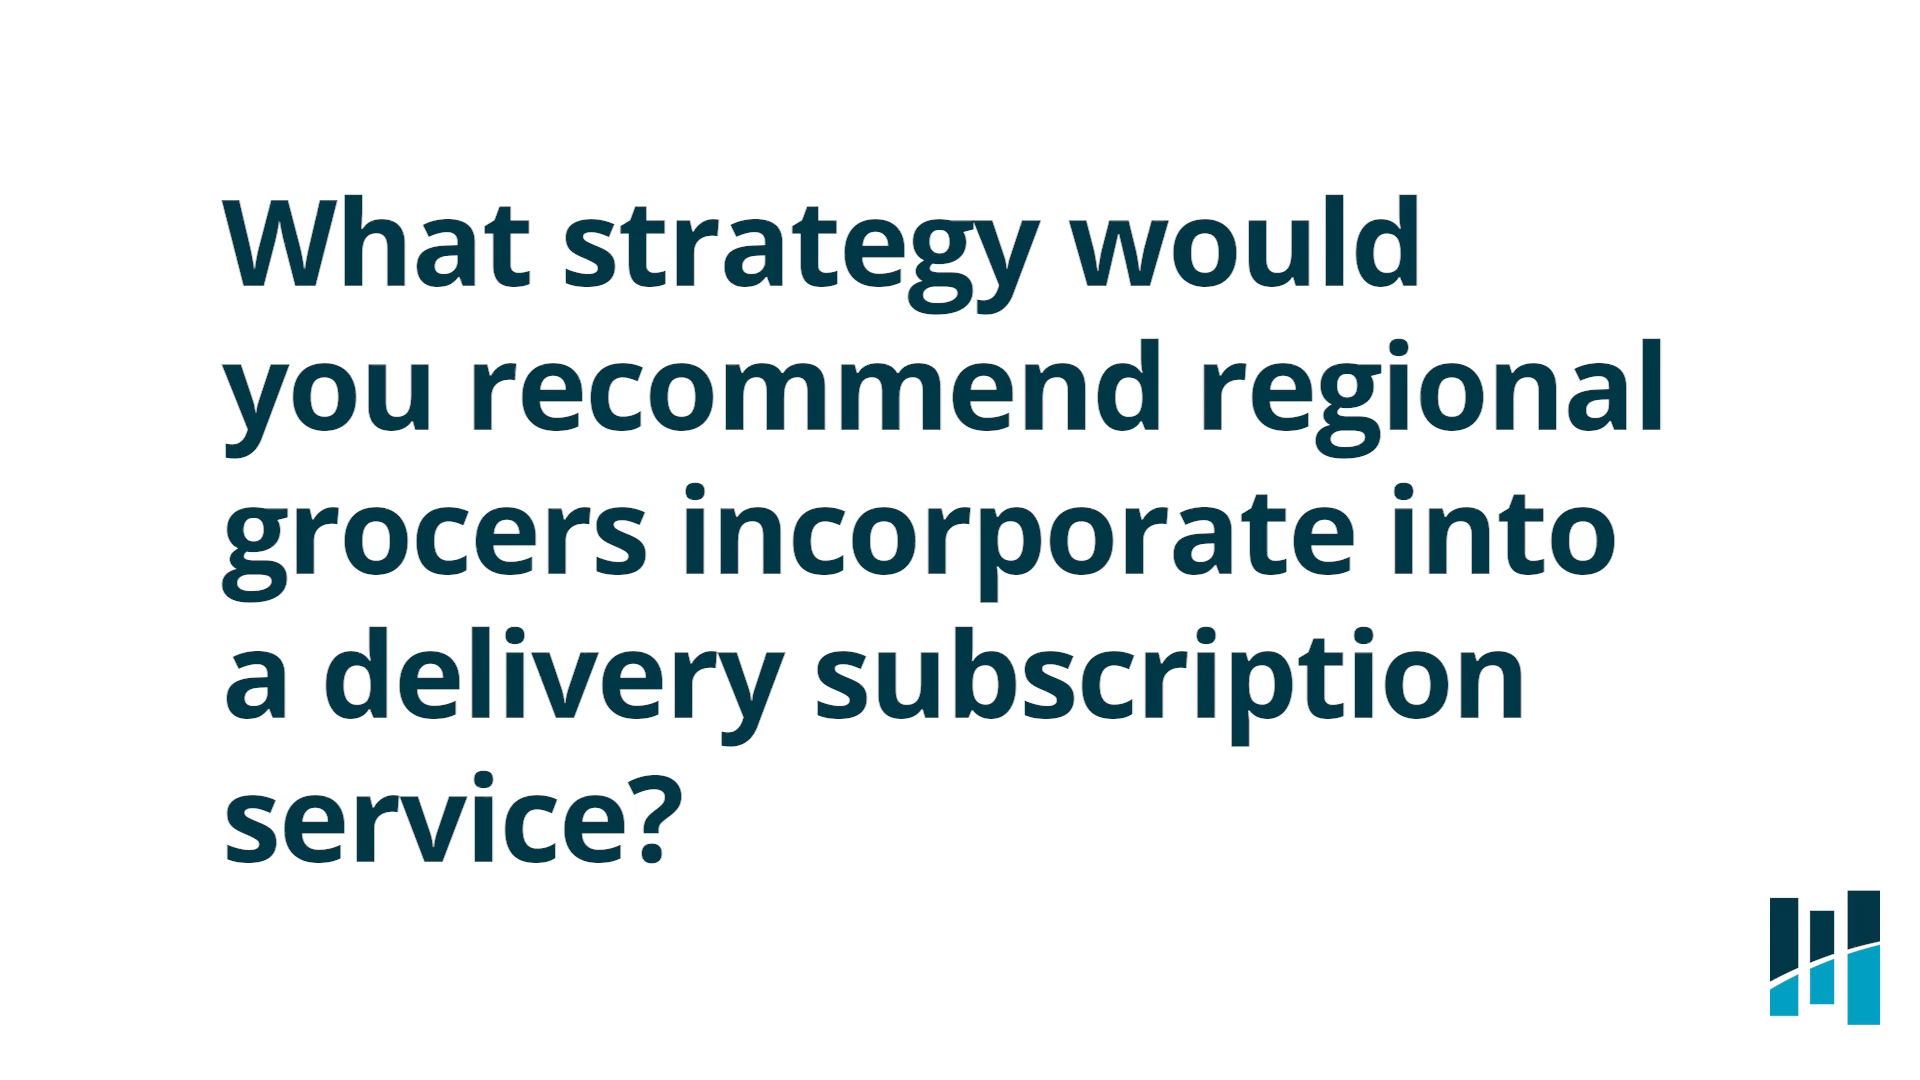 What strategy would
you recommend regional
grocers incorporate into
a delivery subscription
service?